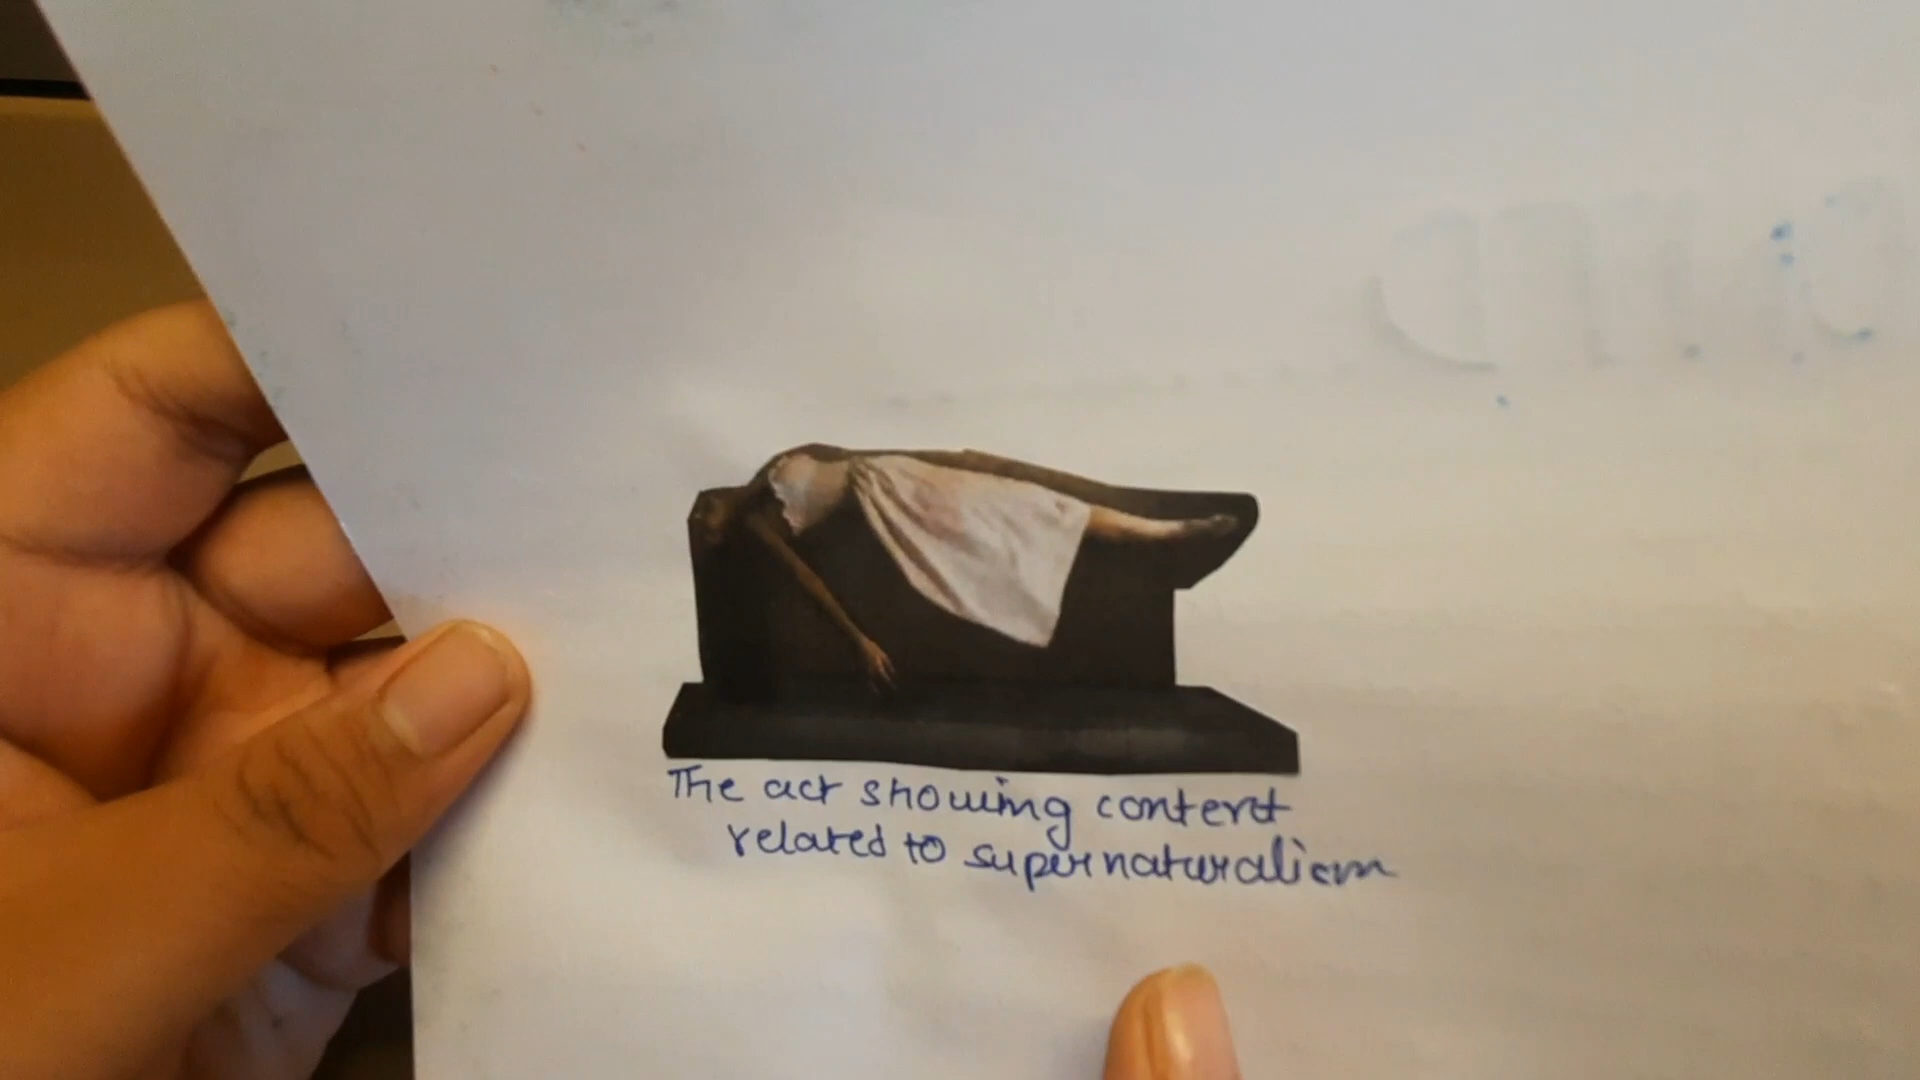 The act showing content
related to supernaturalism